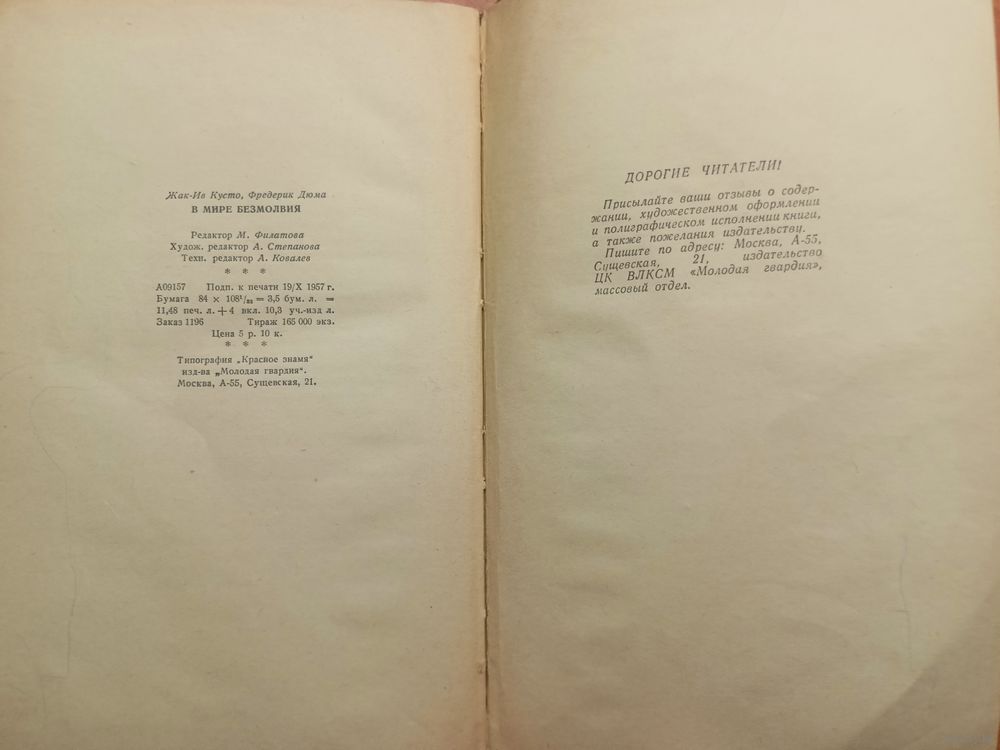 Жак-Ив Кусто, Фредерик Дюма
В МИРЕ БЕЗМОЛВИЯ
Редактор М. Филатова
Худож. редактор А. Степанова
Техн. редактор А. Ковалев
* * *
А09157 Подп. к печати 19/X 1957 г.
Бумага 84 × 108¹/₃₂ = 3,5 бум. л. =
11,48 печ. л. + 4 вкл. 10,3 уч.-изд л.
Заказ 1196 Тираж 165 000 экз.
Цена 5 р. 10 к.
* * *
Типография „Красное знамя“
изд-ва „Молодая гвардия“.
Москва, А-55, Сущевская, 21.
ДОРОГИЕ ЧИТАТЕЛИ!
Присылайте ваши отзывы о содер-
жании, художественном оформлении
и полиграфическом исполнении книги,
а также пожелания издательству.
Пишите по адресу: Москва, А-55,
Сущевская, 21, издательство
ЦК ВЛКСМ «Молодая гвардия»,
массовый отдел.